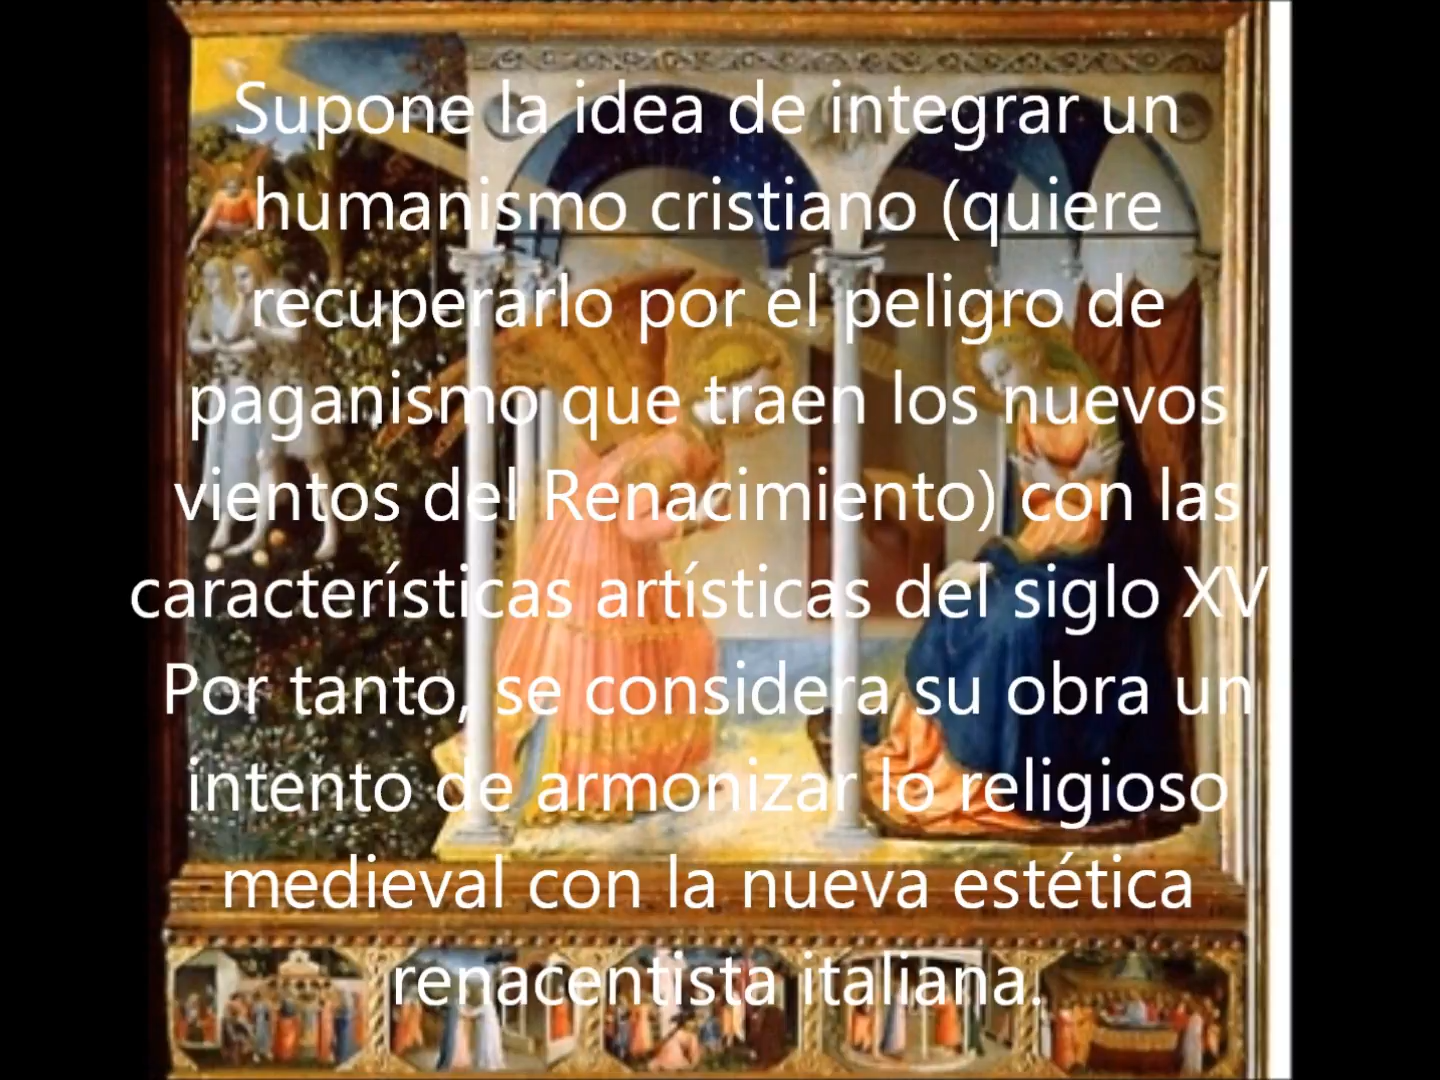 Supone la idea de integrar un
humanismo cristiano (quiere
recuperarlo por el peligro de
paganismo que traen los nuevos
vientos del Renacimiento) con las
características artísticas del siglo XV
Por tanto, se considera su obra un
intento de armonizar lo religioso
medieval con la nueva estética
renacentista italiana.